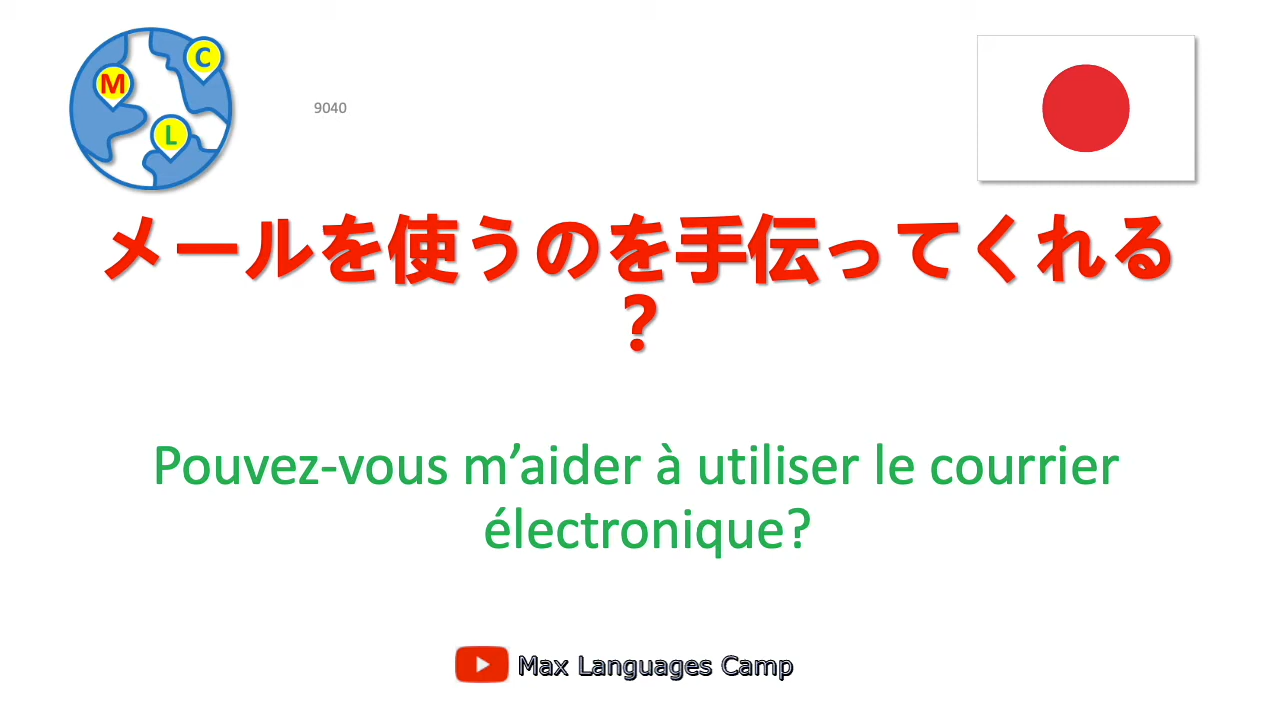 C
M
L
9040
メールを使うのを手伝ってくれる
？
Pouvez-vous m’aider à utiliser le courrier
électronique?
Max Languages Camp